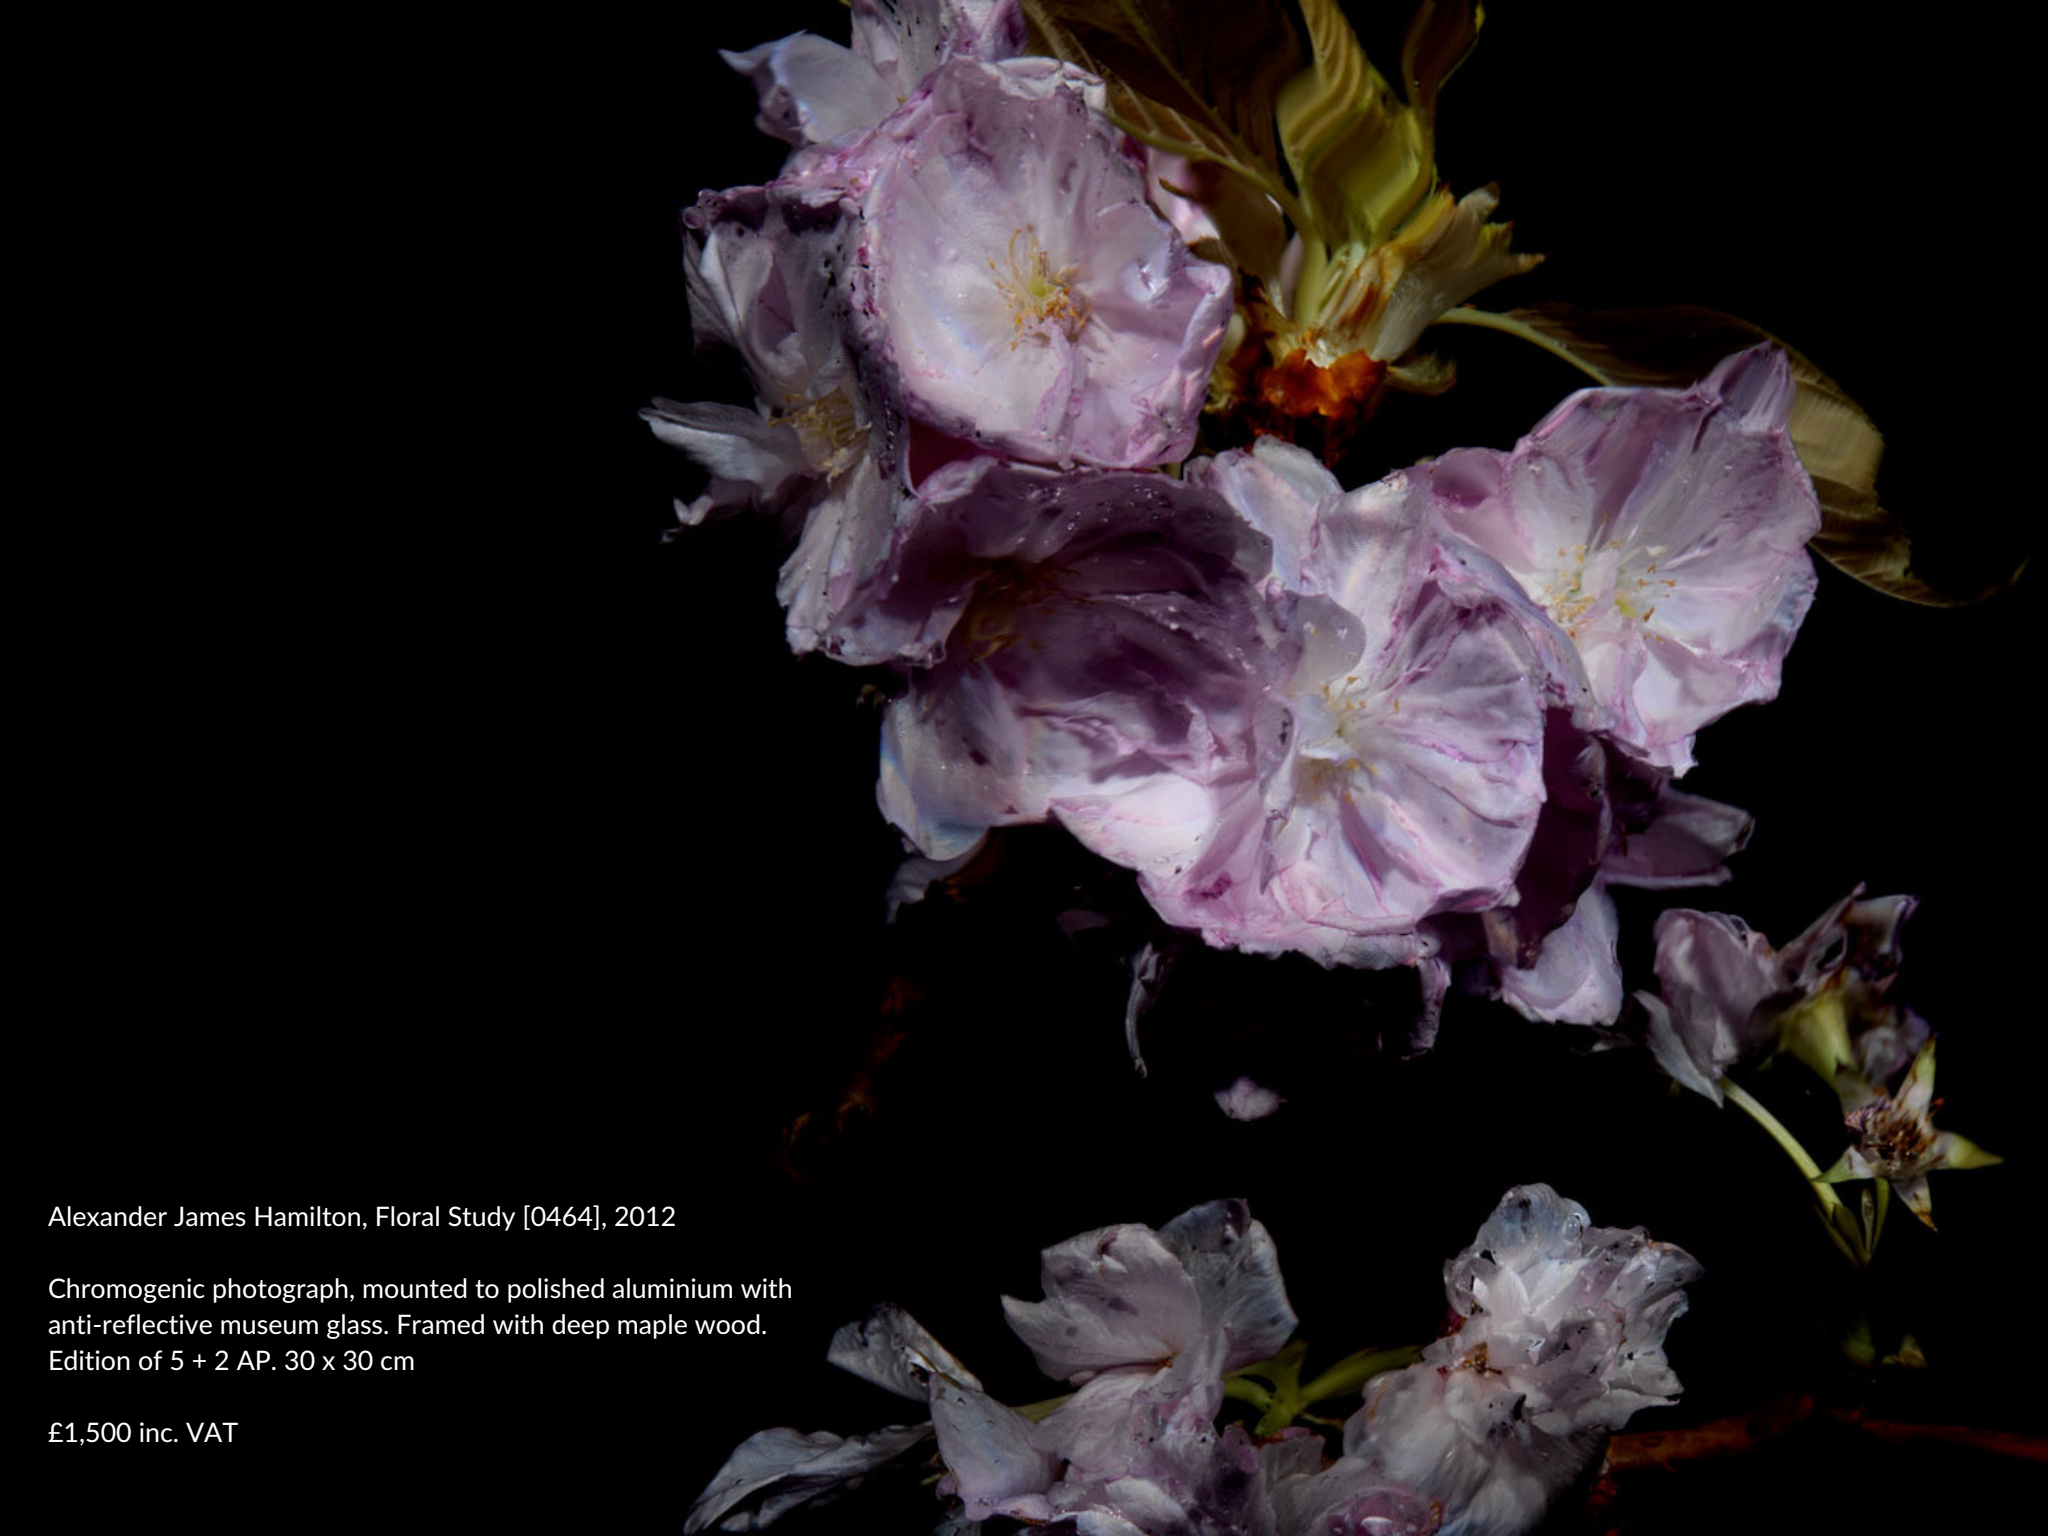 Alexander James Hamilton, Floral Study [0464], 2012
Chromogenic photograph, mounted to polished aluminium with
anti-reflective museum glass. Framed with deep maple wood.
Edition of 5 + 2 AP. 30 x 30 cm
£1,500 inc. VAT